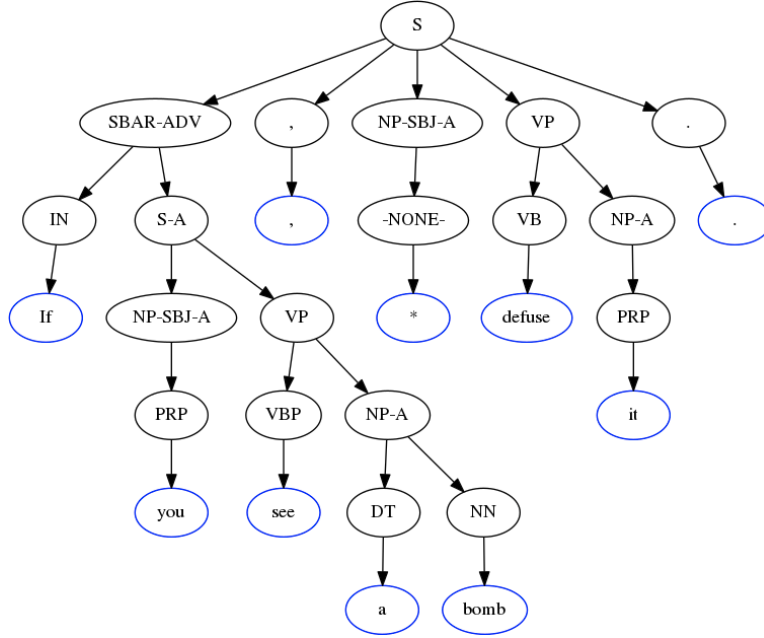 S
SBAR-ADV , NP-SBJ-A VP .
IN S-A , -NONE- VB NP-A .
If NP-SBJ-A VP * defuse PRP
PRP VBP NP-A it
you see DT NN
a bomb